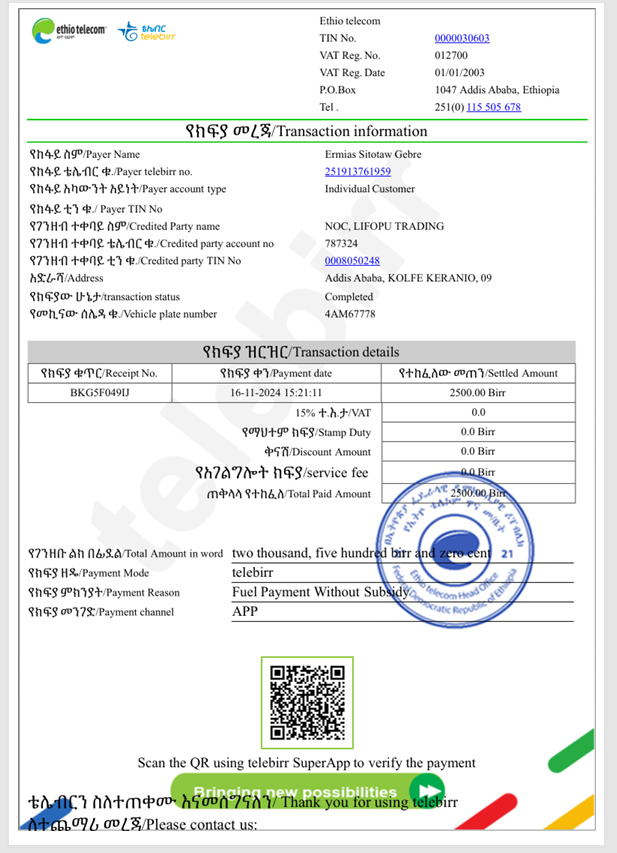 ethio telecom
ኢትዮ ቴሌኮም
ቴሌብር
telebirr
Ethio telecom
TIN No. 0000030603
VAT Reg. No. 012700
VAT Reg. Date 01/01/2003
P.O.Box 1047 Addis Ababa, Ethiopia
Tel . 251(0) 115 505 678
የክፍያ መረጃ/Transaction information
የከፋይ ስም/Payer Name Ermias Sitotaw Gebre
የከፋይ ቴሌብር ቁ./Payer telebirr no. 251913761959
የከፋይ አካውንት አይነት/Payer account type Individual Customer
የከፋይ ቲን ቁ./ Payer TIN No
የገንዘብ ተቀባይ ስም/Credited Party name NOC, LIFOPU TRADING
የገንዘብ ተቀባይ ቴሌብር ቁ./Credited party account no 787324
የገንዘብ ተቀባይ ቲን ቁ./Credited party TIN No 0008050248
አድራሻ/Address Addis Ababa, KOLFE KERANIO, 09
የክፍያው ሁኔታ/transaction status Completed
የመኪናው ሰሌዳ ቁ./Vehicle plate number 4AM67778
telebirr
የክፍያ ዝርዝር/Transaction details
የክፍያ ቁጥር/Receipt No. የክፍያ ቀን/Payment date የተከፈለው መጠን/Settled Amount
BKG5F049IJ 16-11-2024 15:21:11 2500.00 Birr
15% ተ.እ.ታ/VAT 0.0
የማህተም ክፍያ/Stamp Duty 0.0 Birr
ቅናሽ/Discount Amount 0.0 Birr
የአገልግሎት ክፍያ/service fee 0.0 Birr
ጠቅላላ የተከፈለ/Total Paid Amount 2500.00 Birr
የገንዘቡ ልክ በፊደል/Total Amount in word two thousand, five hundred birr and zero cent
21
Ethio telecom Head Office
Federal Democratic Republic of Ethiopia
የክፍያ ዘዴ/Payment Mode telebirr
የክፍያ ምክንያት/Payment Reason Fuel Payment Without Subsidy
የክፍያ መንገድ/Payment channel APP
Scan the QR using telebirr SuperApp to verify the payment
Bringing new possibilities
ቴሌብርን ስለተጠቀሙ እናመሰግናለን/ Thank you for using telebirr
ለተጨማሪ መረጃ/Please contact us: